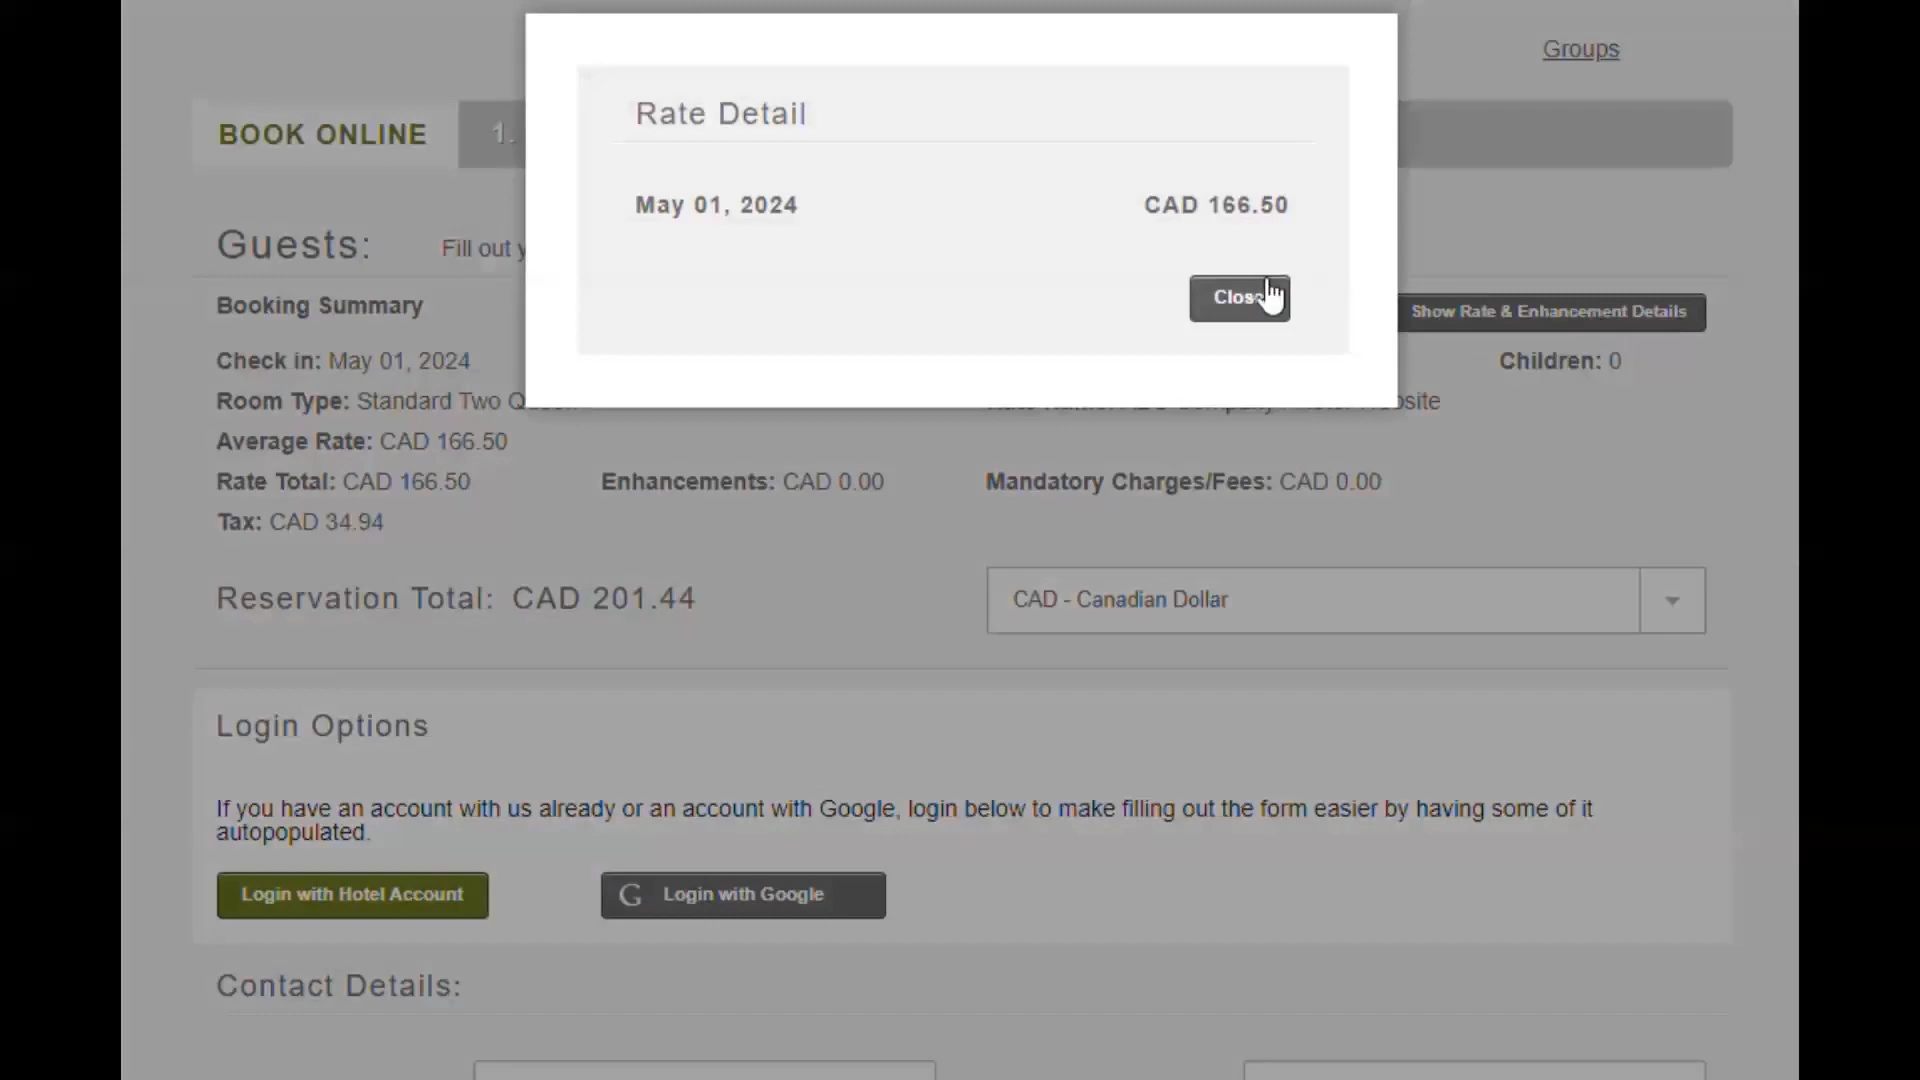 Groups
Rate Detail
BOOK ONLINE 1.
May 01, 2024 CAD 166.50
Guests: Fill out
Close
Booking Summary
Show Rate & Enhancement Details
Check in: May 01, 2024 Children: 0
Room Type: Standard Two
Average Rate: CAD 166.50
Rate Total: CAD 166.50 Enhancements: CAD 0.00 Mandatory Charges/Fees: CAD 0.00
Tax: CAD 34.94
Reservation Total: CAD 201.44 CAD - Canadian Dollar
Login Options
If you have an account with us already or an account with Google, login below to make filling out the form easier by having some of it
autopopulated.
Login with Hotel Account G Login with Google
Contact Details: